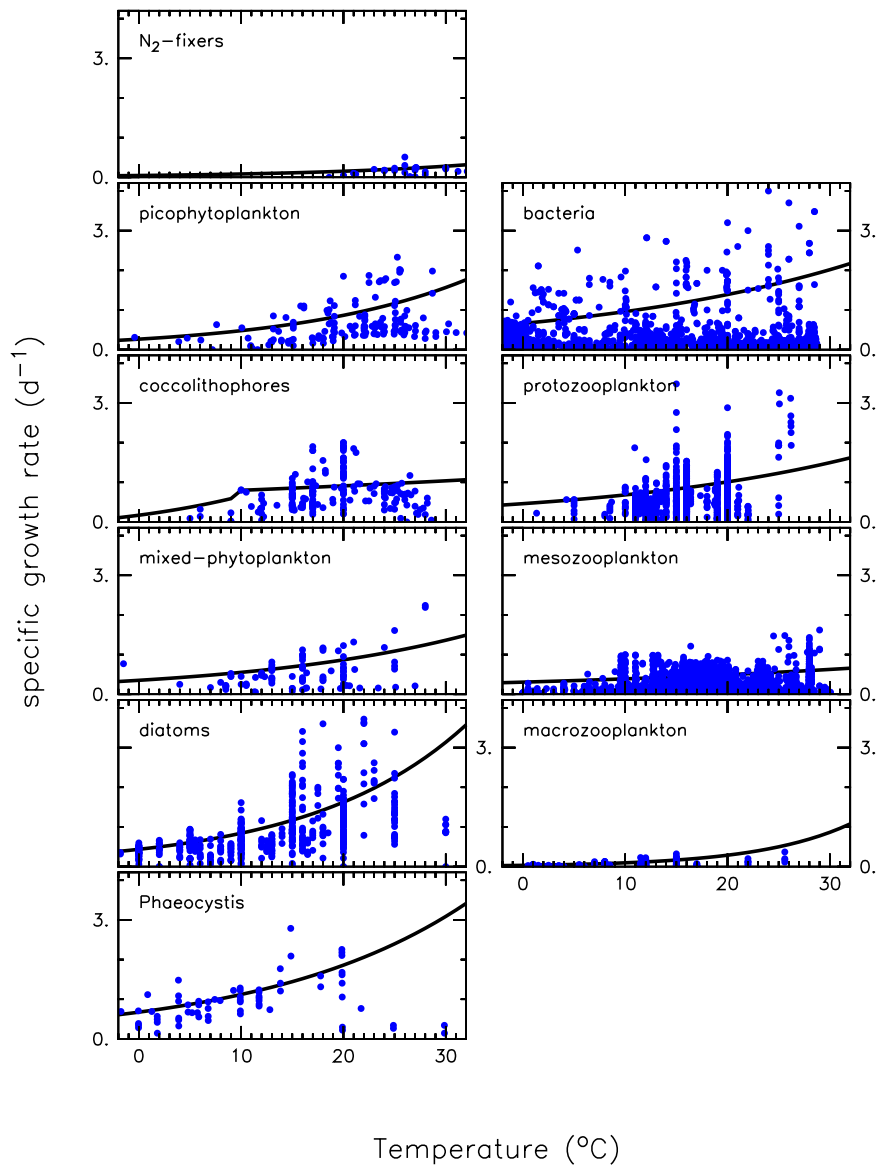 N₂−fixers
3.
0.
picophytoplankton
3.
0.
bacteria
3.
0.
coccolithophores
3.
0.
protozooplankton
3.
0.
mixed−phytoplankton
3.
0.
mesozooplankton
3.
0.
diatoms
3.
0.
macrozooplankton
3.
0.
0 10 20 30
Phaeocystis
3.
0.
0 10 20 30
specific growth rate (d⁻¹)
Temperature (°C)